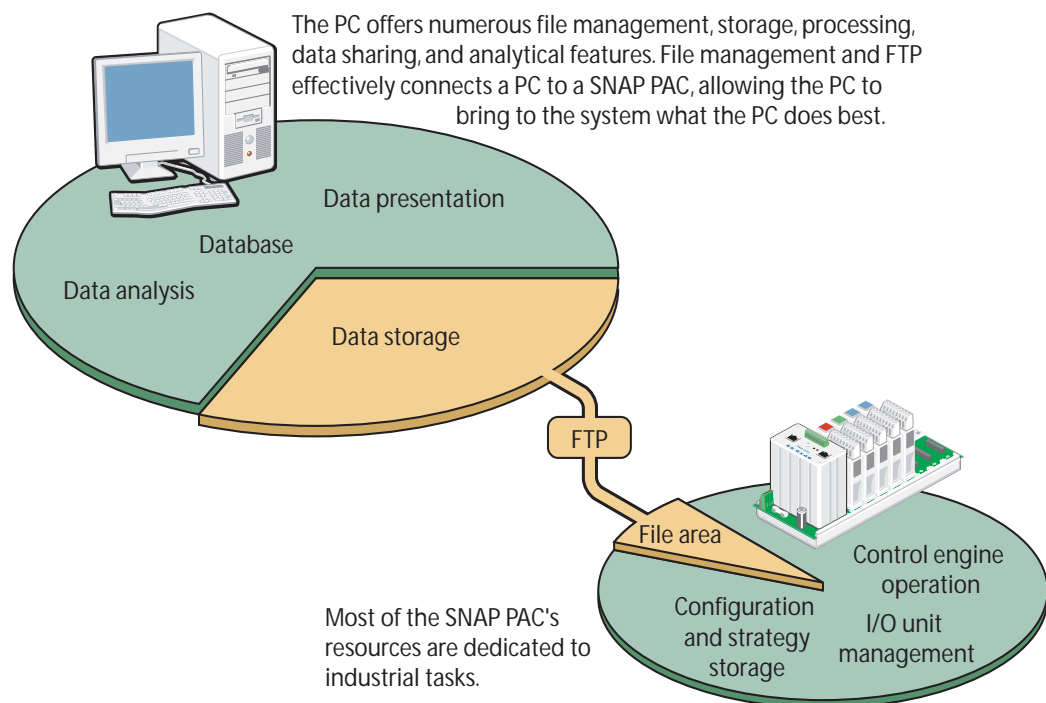 The PC offers numerous file management, storage, processing,
data sharing, and analytical features. File management and FTP
effectively connects a PC to a SNAP PAC, allowing the PC to
bring to the system what the PC does best.
Data presentation
Database
Data analysis
Data storage
FTP
File area
Control engine
operation
Configuration
and strategy
storage
I/O unit
management
Most of the SNAP PAC's
resources are dedicated to
industrial tasks.